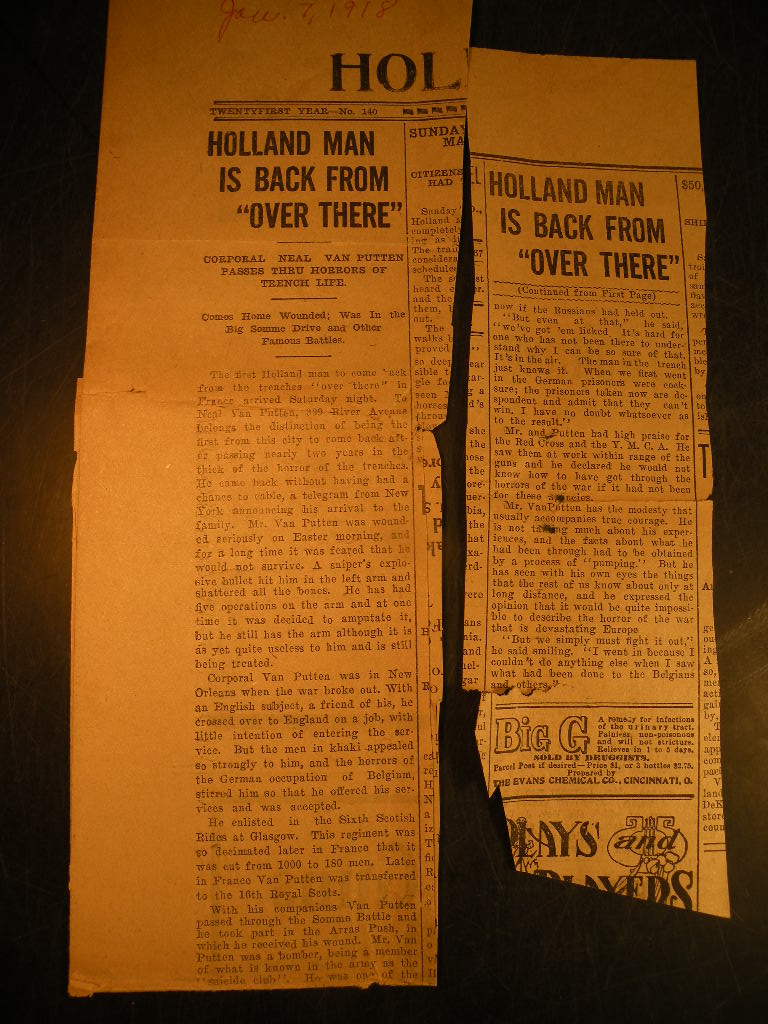 Jan. 7, 1918
HOL
TWENTYFIRST YEAR—No. 140
HOLLAND MAN
IS BACK FROM
"OVER THERE"
CORPORAL NEAL VAN PUTTEN
PASSES THRU HORRORS OF
TRENCH LIFE.
Comes Home Wounded; Was In the
Big Somme Drive and Other
Famous Battles.
The first Holland man to come back
from the trenches "over there" in
France arrived Saturday night. To
Neal Van Putten, 339 River Avenue
belongs the distinction of being the
first from this city to come back aft-
er passing nearly two years in the
thick of the horror of the trenches.
He came back without having had a
chance to cable, a telegram from New
York announcing his arrival to the
family. Mr. Van Putten was wound-
ed seriously on Easter morning, and
for a long time it was feared that he
would not survive. A sniper's explo-
sive bullet hit him in the left arm and
shattered all the bones. He has had
five operations on the arm and at one
time it was decided to amputate it,
but he still has the arm although it is
as yet quite useless to him and is still
being treated.
Corporal Van Putten was in New
Orleans when the war broke out. With
an English subject, a friend of his, he
crossed over to England on a job, with
little intention of entering the ser-
vice. But the men in khaki appealed
so strongly to him, and the horrors of
the German occupation of Belgium,
stirred him so that he offered his ser-
vices and was accepted.
He enlisted in the Sixth Scotish
Rifles at Glasgow. This regiment was
so decimated later in France that it
was cut from 1000 to 180 men. Later
in France Van Putten was transferred
to the 16th Royal Scots.
With his companions Van Putten
passed through the Somme Battle and
he took part in the Arras Push, in
which he received his wound. Mr. Van
Putten was a bomber, being a member
of what is known in the army as the
"suicide club". He was one of the
SUNDA
MA
CITIZENS
HAD
Sunday
Holland
completely
ing as i
The trai
considera
schedules
The s
heard
and the
them,
out.
The
walks
proved
so deep
sible t
gle fo
seen
horses
throu
HOLLAND MAN
IS BACK FROM
"OVER THERE"
(Continued from First Page)
now if the Russians had held out.
"But even at that," he said,
"we've got 'em licked. It's hard for
one who has not been there to under-
stand why I can be so sure of that.
It's in the air. The man in the trench
just knows it. When we first went
in the German prisoners were cock-
sure; the prisoners taken now are de-
spondent and admit that they can't
win. I have no doubt whatsoever as
to the result."
Mr. and Putten had high praise for
the Red Cross and the Y. M. C. A. He
saw them at work within range of the
guns and he declared he would not
know how to have got through the
horrors of the war if it had not been
for these agencies.
Mr. VanPutten has the modesty that
usually accompanies true courage. He
is not talking much about his exper-
iences, and the facts about what he
had been through had to be obtained
by a process of "pumping." But he
has seen with his own eyes the things
that the rest of us know about only at
long distance, and he expressed the
opinion that it would be quite impossi-
ble to describe the horror of the war
that is devastating Europe
"But we simply must fight it out,"
he said smiling. "I went in because I
couldn't do anything else when I saw
what had been done to the Belgians
and others."
Big G
A remedy for infections
of the urinary tract.
Painless, non-poisonous
and will not stricture.
Relieves in 1 to 5 days.
SOLD BY DRUGGISTS.
Parcel Post if desired—Price $1, or 3 bottles $2.75.
Prepared by
THE EVANS CHEMICAL CO., CINCINNATI, O.
PLAYS and
PLAYERS
$50,
SHI